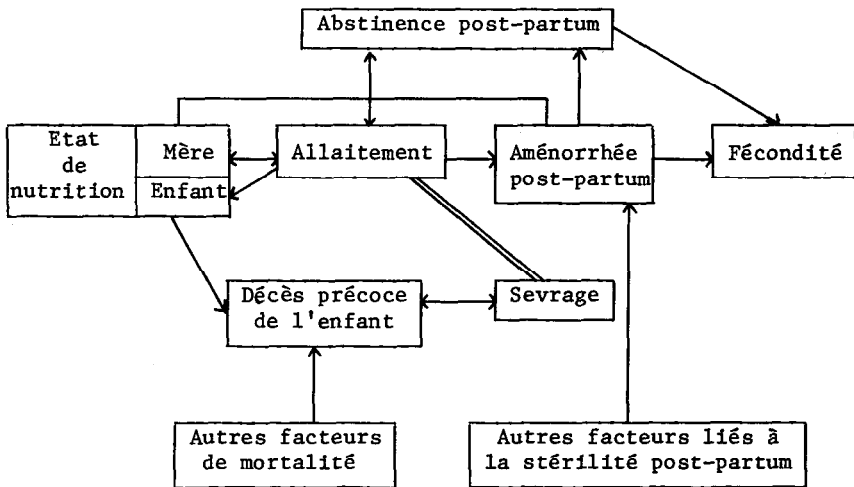 Abstinence post-partum
Etat
de
nutrition
Mère
Enfant
Allaitement
Aménorrhée
post-partum
Fécondité
Décès précoce
de l'enfant
Sevrage
Autres facteurs
de mortalité
Autres facteurs liés à
la stérilité post-partum